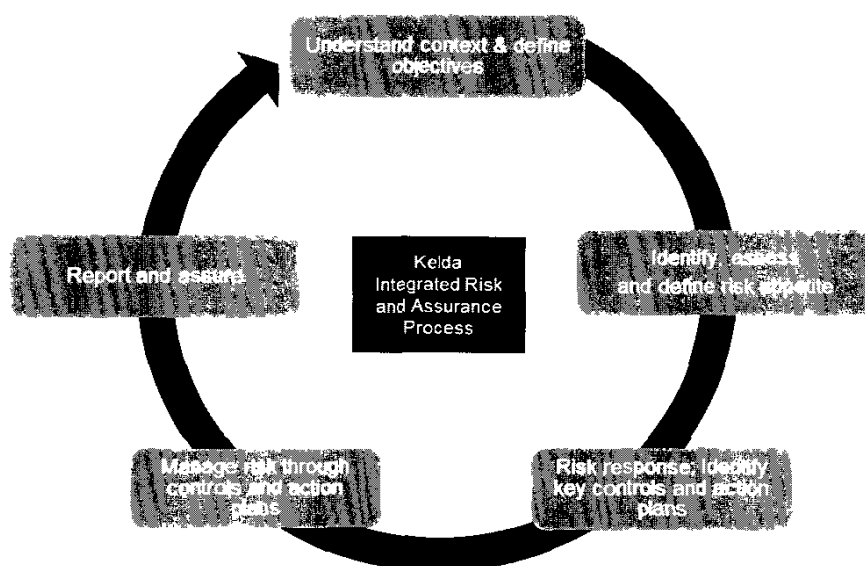 Understand context & define
objectives
Identify, assess
and define risk appetite
Risk response; Identify
key controls and action
plans
Manage risk through
controls and action
plans
Report and assure
Kelda
Integrated Risk
and Assurance
Process